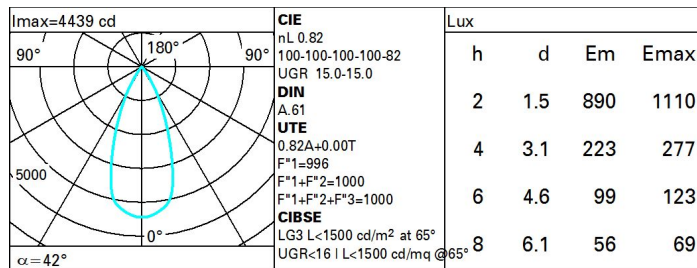 Imax=4439 cd
90° 180° 90°
5000
0°
α=42°
CIE
nL 0.82
100-100-100-100-82
UGR 15.0-15.0
DIN
A.61
UTE
0.82A+0.00T
F"1=996
F"1+F"2=1000
F"1+F"2+F"3=1000
CIBSE
LG3 L<1500 cd/m² at 65°
UGR<16 | L<1500 cd/mq @65°
Lux
h d Em Emax
2 1.5 890 1110
4 3.1 223 277
6 4.6 99 123
8 6.1 56 69